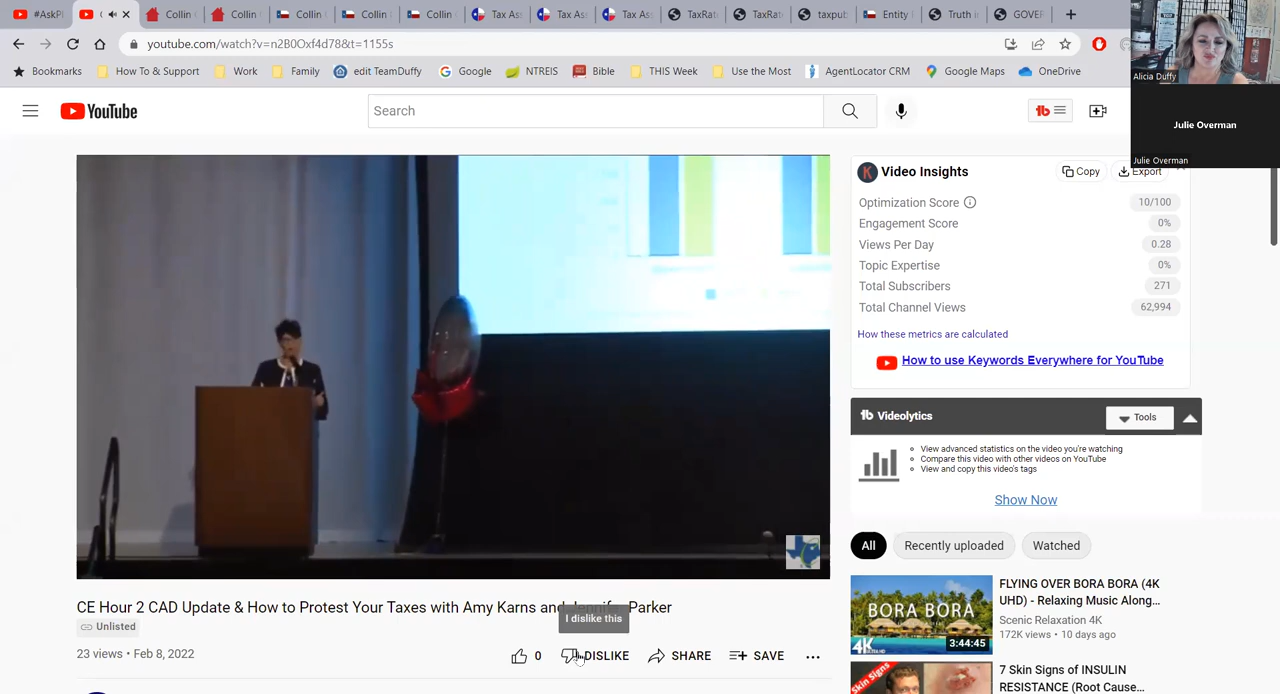 #AskPl
Collin
Collin
Collin
Collin
Collin
Tax Ass
Tax Ass
Tax Ass
TaxRat
TaxRat
taxpub
Entity
Truth i
GOVER
youtube.com/watch?v=n2B0Oxf4d78&t=1155s
Bookmarks How To & Support Work Family edit TeamDuffy Google NTREIS Bible THIS Week Use the Most AgentLocator CRM Google Maps OneDrive
Alicia Duffy
Julie Overman
Julie Overman
YouTube
Search
Video Insights
Copy
Export
Optimization Score 10/100
Engagement Score 0%
Views Per Day 0.28
Topic Expertise 0%
Total Subscribers 271
Total Channel Views 62,994
How these metrics are calculated
How to use Keywords Everywhere for YouTube
Videolytics
Tools
View advanced statistics on the video you're watching
Compare this video with other videos on YouTube
View and copy this video's tags
Show Now
All Recently uploaded Watched
BORA BORA
4K
3:44:45
FLYING OVER BORA BORA (4K
UHD) - Relaxing Music Along...
Scenic Relaxation 4K
172K views • 10 days ago
Skin Signs
7 Skin Signs of INSULIN
RESISTANCE (Root Cause...
CE Hour 2 CAD Update & How to Protest Your Taxes with Amy Karns and Parker
I dislike this
Unlisted
23 views • Feb 8, 2022
0 DISLIKE SHARE SAVE